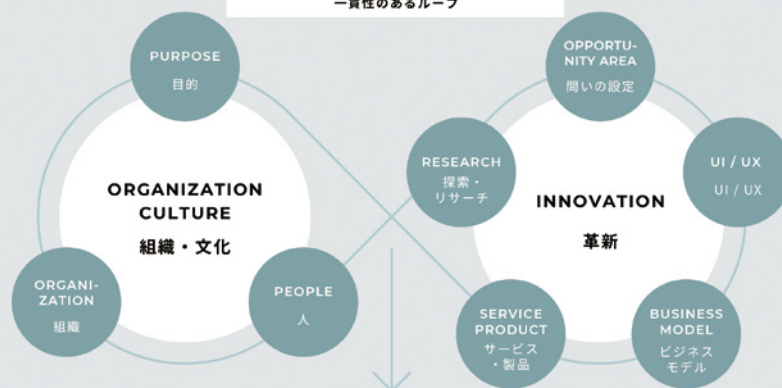 一貫性のあるループ
PURPOSE
目的
ORGANIZATION
CULTURE
組織・文化
ORGANI-
ZATION
組織
PEOPLE
人
OPPORTU-
NITY AREA
問いの設定
RESEARCH
探索・
リサーチ
UI / UX
UI / UX
INNOVATION
革新
SERVICE
PRODUCT
サービス
・製品
BUSINESS
MODEL
ビジネス
モデル